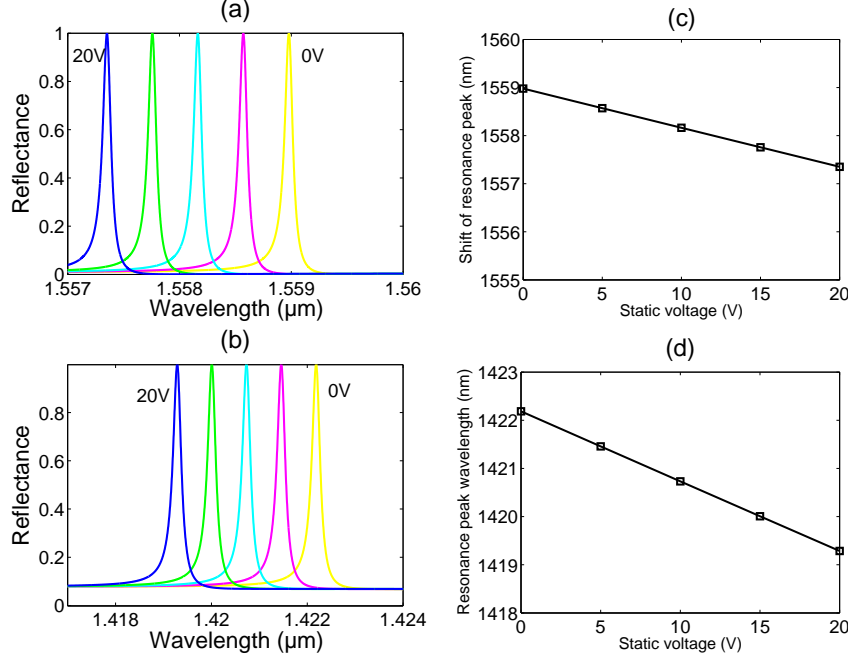 (a)
1
0.8
0.6
0.4
0.2
0
Reflectance
20V
0V
1.557
1.558
1.559
1.56
Wavelength (µm)
(b)
0.8
0.6
0.4
0.2
0
Reflectance
20V
0V
1.418
1.42
1.422
1.424
Wavelength (µm)
(c)
1560
1559
1558
1557
1556
1555
Shift of resonance peak (nm)
0
5
10
15
20
Static voltage (V)
(d)
1423
1422
1421
1420
1419
1418
Resonance peak wavelength (nm)
0
5
10
15
20
Static voltage (V)